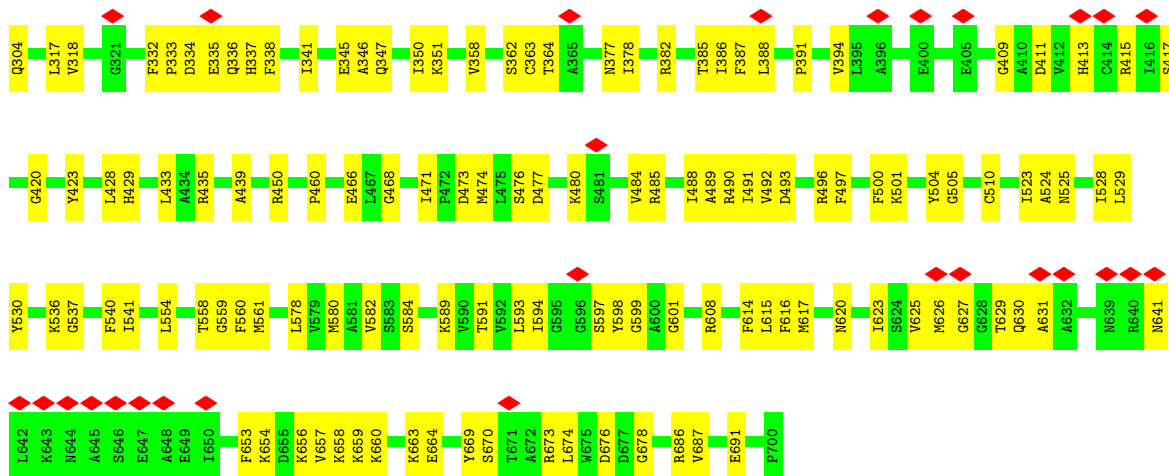 Q304 L317 V318 G321 F332 P333 D334 E335 Q336 H337 F338 I341 E345 A346 Q347 I350 K351 V358 S362 C363 T364 A365 N377 I378 R382 T385 I386 F387 L388 P391 V394 L395 A396 E400 E405 G409 A410 D411 V412 H413 C414 R415 I416 S417
G420 Y423 L428 H429 L433 A434 R435 A439 R450 P460 E466 L467 G468 I471 P472 D473 M474 L475 S476 D477 K480 S481 V484 R485 I488 A489 R490 I491 V492 D493 R496 F497 F500 K501 Y504 G505 C510 I523 A524 N525 I528 L529
Y530 K536 G537 F540 I541 L554 T558 G559 F560 M561 L578 V579 M580 A581 V582 S583 S584 K589 V590 T591 V592 L593 I594 G595 G596 S597 Y598 G599 A600 G601 R608 F614 L615 F616 M617 N620 I623 S624 V625 M626 G627 G628 T629 Q630 A631 A632 N639 R640 N641
L642 K643 N644 A645 S646 E647 A648 E649 I650 F653 K654 D655 K656 V657 K658 K659 K660 K663 E664 Y669 S670 T671 A672 R673 L674 W675 D676 D677 G678 R686 V687 E691 P700